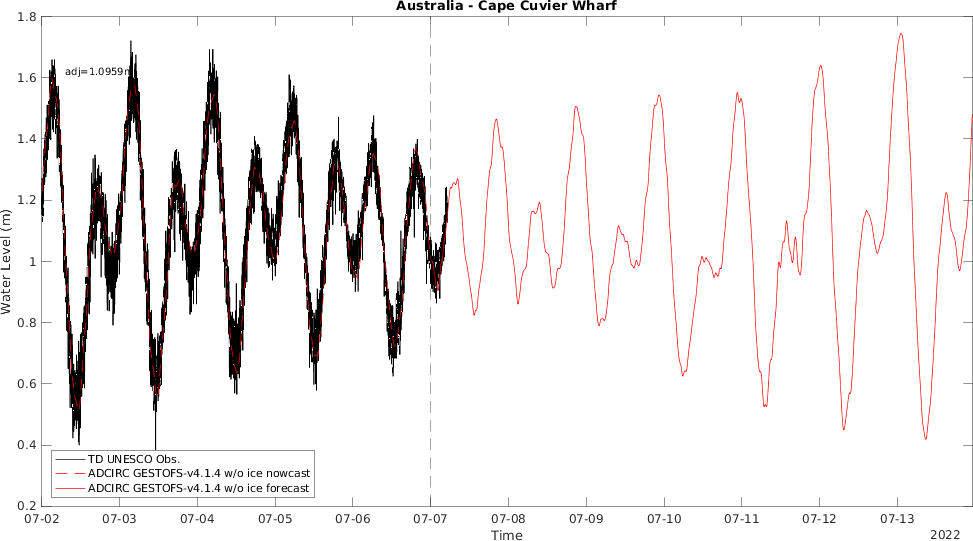 Australia - Cape Cuvier Wharf
1.8
1.6
1.4
1.2
1
0.8
0.6
0.4
0.2
Water Level (m)
adj=1.0959m
TD UNESCO Obs.
ADCIRC GESTOFS-v4.1.4 w/o ice nowcast
ADCIRC GESTOFS-v4.1.4 w/o ice forecast
07-02 07-03 07-04 07-05 07-06 07-07 07-08 07-09 07-10 07-11 07-12 07-13
Time
2022